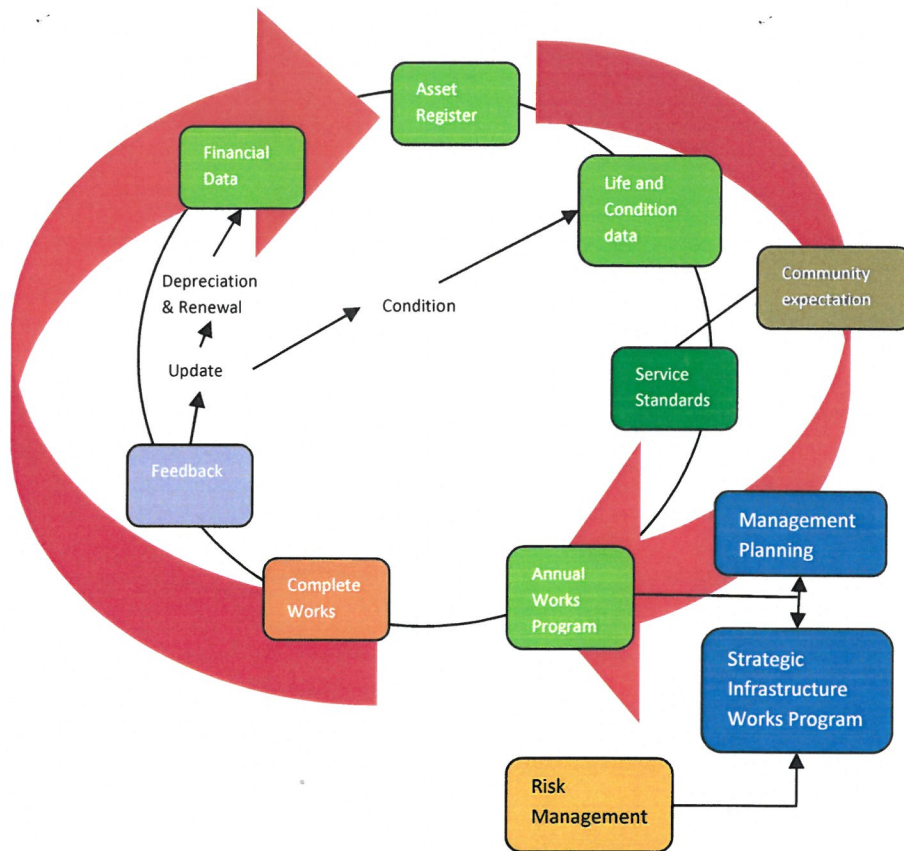 Asset
Register
Financial
Data
Life and
Condition
data
Community
expectation
Depreciation
& Renewal
Condition
Update
Service
Standards
Feedback
Management
Planning
Annual
Works
Program
Complete
Works
Strategic
Infrastructure
Works Program
Risk
Management